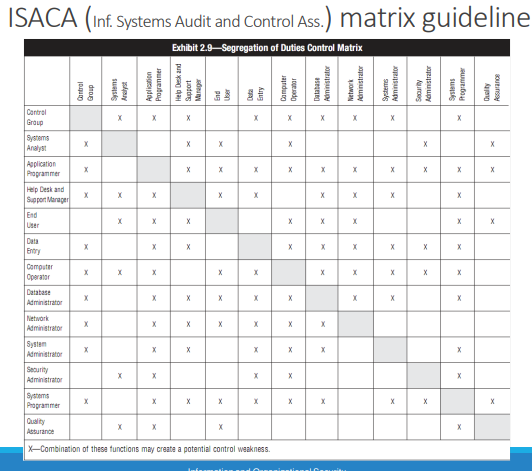 ISACA (Inf. Systems Audit and Control Ass.) matrix guideline
Exhibit 2.9—Segregation of Duties Control Matrix
Control Group
Systems Analyst
Application Programmer
Help Desk and Support Manager
End User
Data Entry
Computer Operator
Database Administrator
Network Administrator
Systems Administrator
Security Administrator
Systems Programmer
Quality Assurance
Control Group X X X X X X X X X
Systems Analyst X X X X X X
Application Programmer X X X X X X X X X X X
Help Desk and Support Manager X X X X X X X X X
End User X X X X X X X X
Data Entry X X X X X X X X X
Computer Operator X X X X X X X X X X
Database Administrator X X X X X X X X X
Network Administrator X X X X X X X
System Administrator X X X X X X
Security Administrator X X X X X
Systems Programmer X X X X X X X X X X
Quality Assurance X X X X
X—Combination of these functions may create a potential control weakness.
Information and Organizational Security